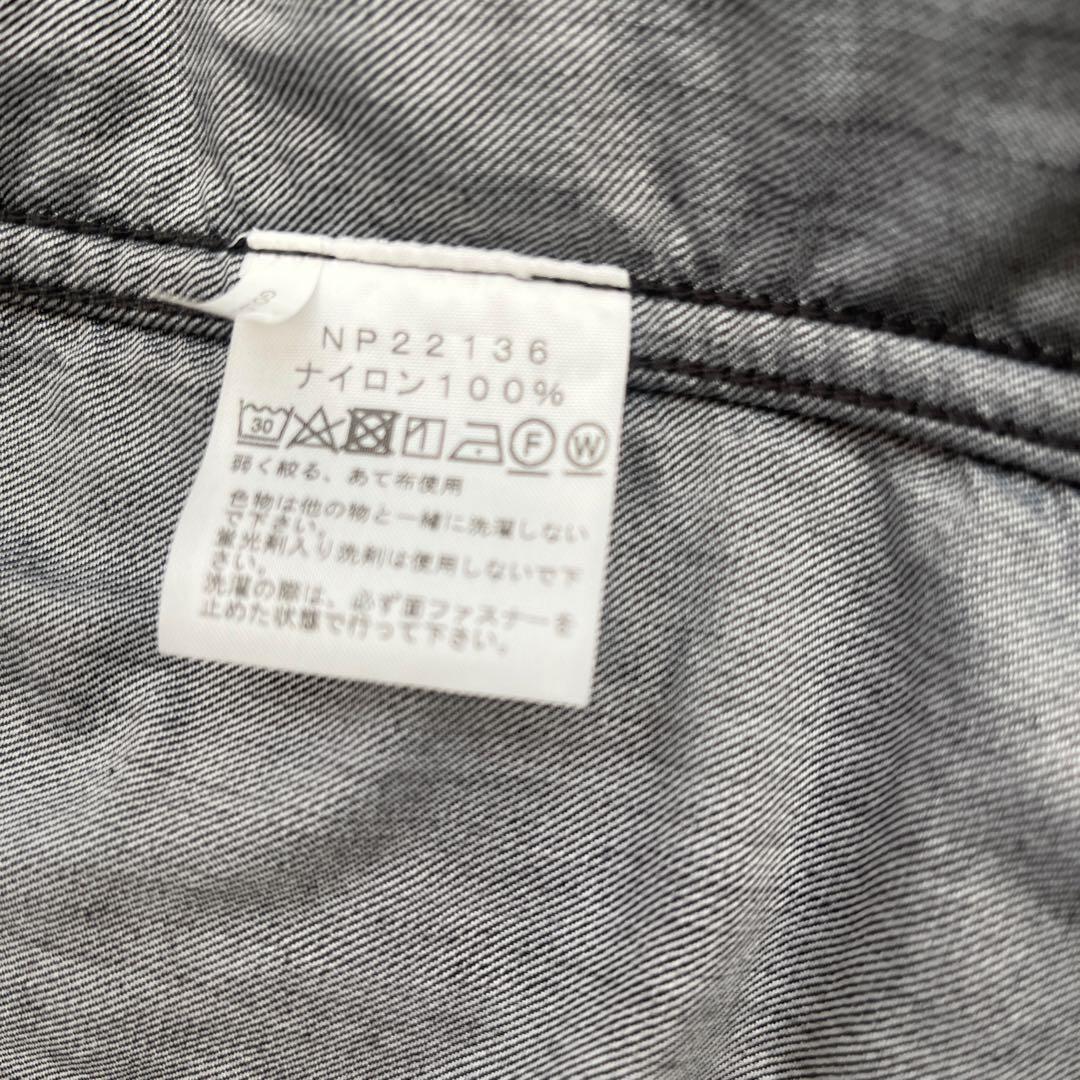 NP22136
ナイロン100%
30 F W
弱く絞る、あて布使用
色物は他の物と一緒に洗濯しない
で下さい。
蛍光剤入り洗剤は使用しないで下
さい。
洗濯の際は、必ず面ファスナーを
止めた状態で行って下さい。